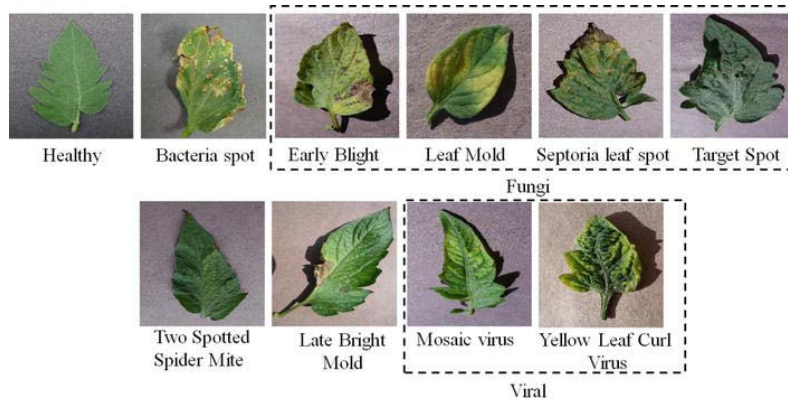 Healthy
Bacteria spot
Early Blight
Leaf Mold
Septoria leaf spot
Target Spot
Fungi
Two Spotted
Spider Mite
Late Bright
Mold
Mosaic virus
Yellow Leaf Curl
Virus
Viral